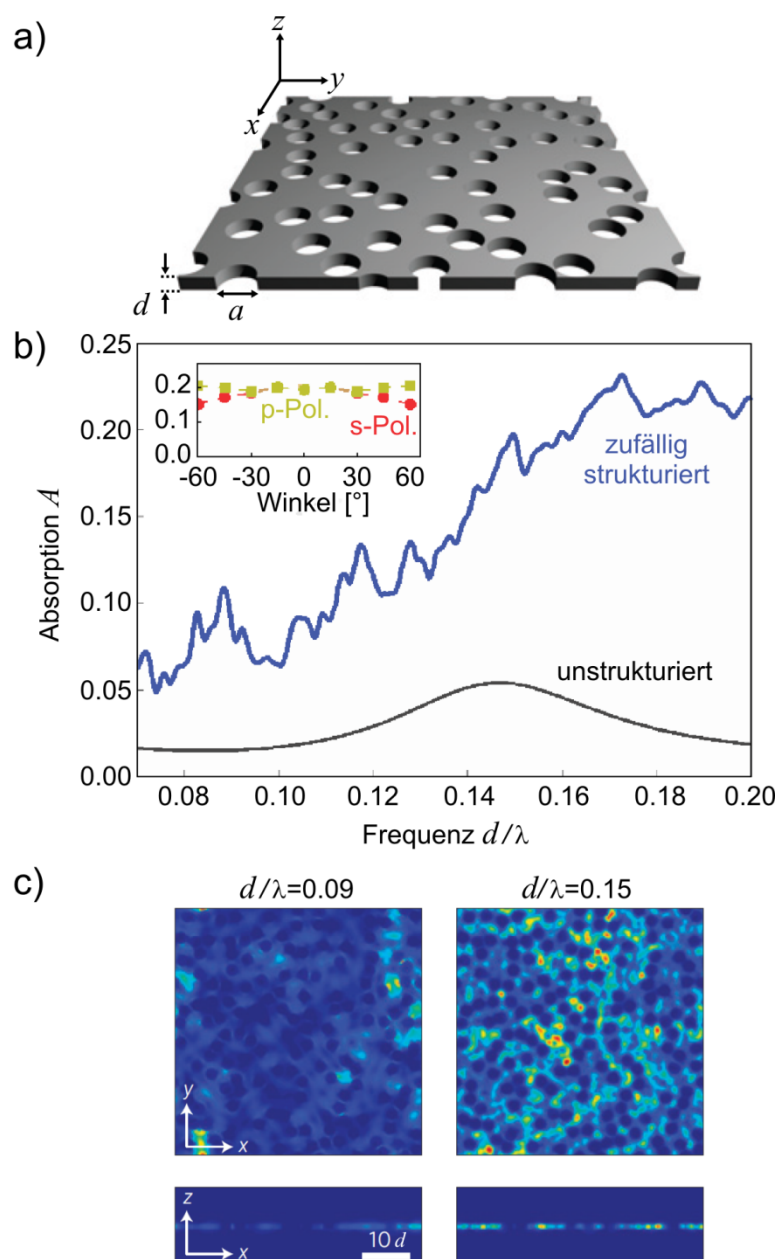 a)
z
y
x
d
a
b)
0.25
0.20
0.15
0.25
0.10
0.05
0.00
Absorption A
0.2
0.1
0.0
p-Pol.
s-Pol.
-60 -30 0 30 60
Winkel [°]
zufällig
strukturiert
unstrukturiert
0.08 0.10 0.12 0.14 0.16 0.18 0.20
Frequenz d/λ
c)
d/λ=0.09 d/λ=0.15
y
x
z
x
10 d